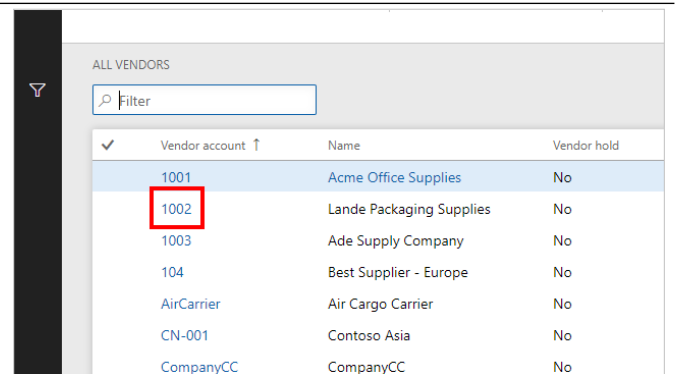 ALL VENDORS
Filter
Vendor account ↑ Name Vendor hold
1001 Acme Office Supplies No
1002 Lande Packaging Supplies No
1003 Ade Supply Company No
104 Best Supplier - Europe No
AirCarrier Air Cargo Carrier No
CN-001 Contoso Asia No
CompanyCC CompanyCC No